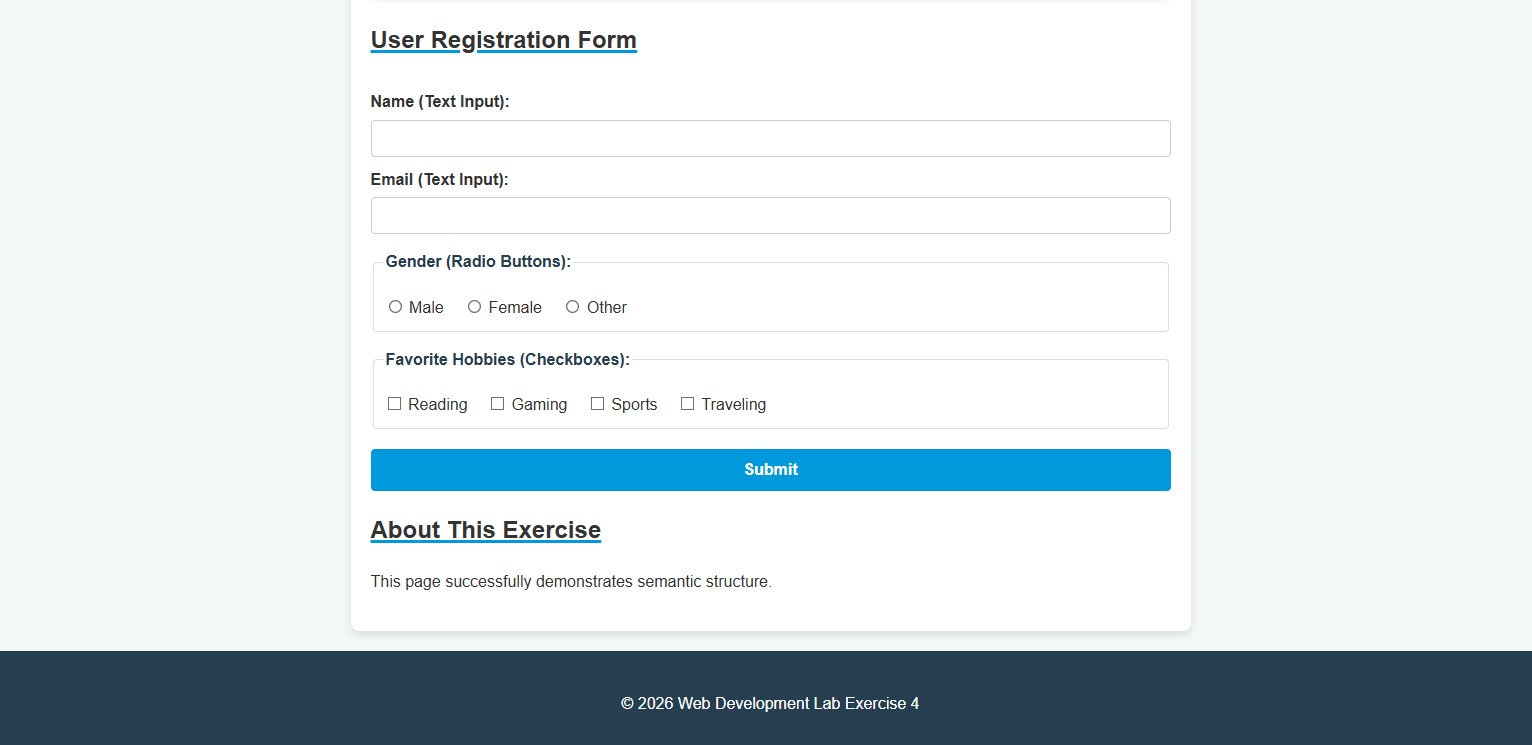 User Registration Form
Name (Text Input):
Email (Text Input):
Gender (Radio Buttons):
Male Female Other
Favorite Hobbies (Checkboxes):
Reading Gaming Sports Traveling
Submit
About This Exercise
This page successfully demonstrates semantic structure.
© 2026 Web Development Lab Exercise 4